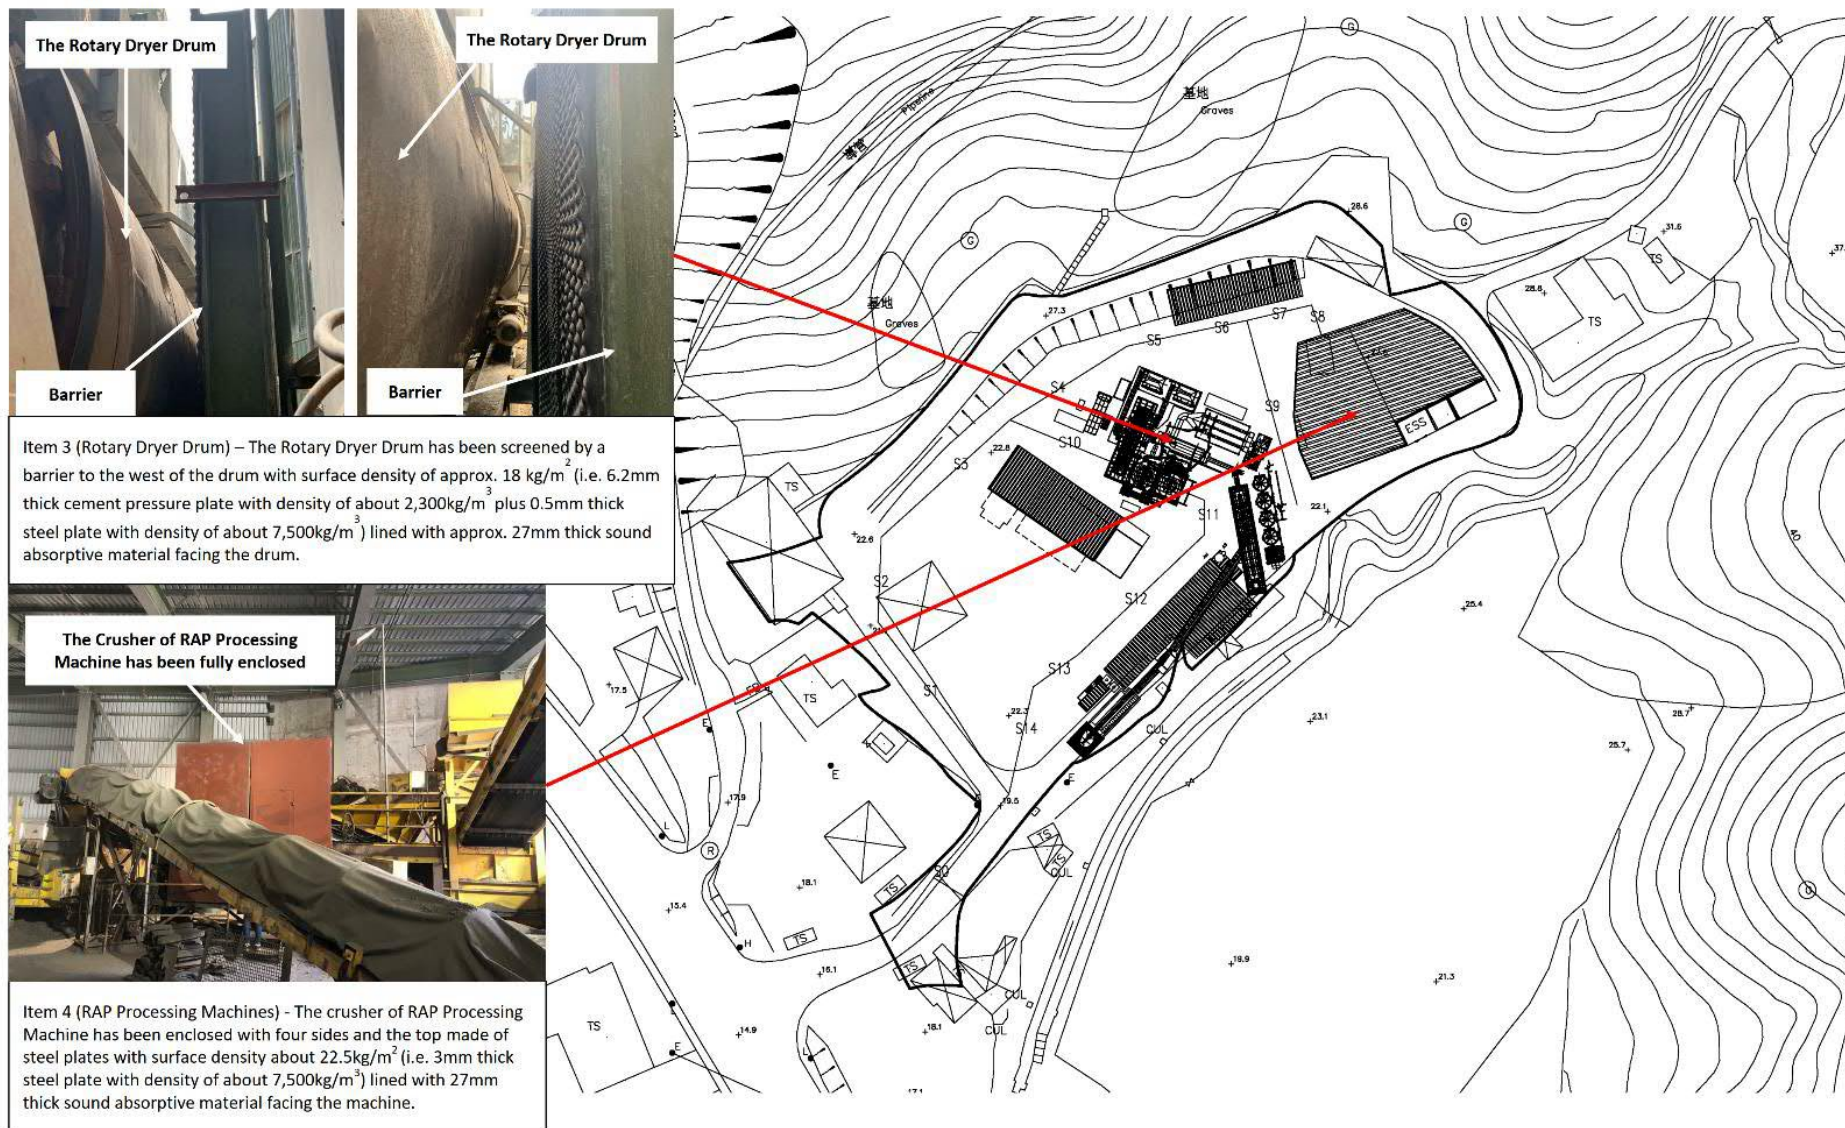 The Rotary Dryer Drum
The Rotary Dryer Drum
Barrier
Barrier
Item 3 (Rotary Dryer Drum) – The Rotary Dryer Drum has been screened by a
barrier to the west of the drum with surface density of approx. 18 kg/m² (i.e. 6.2mm
thick cement pressure plate with density of about 2,300kg/m³ plus 0.5mm thick
steel plate with density of about 7,500kg/m³) lined with approx. 27mm thick sound
absorptive material facing the drum.
The Crusher of RAP Processing
Machine has been fully enclosed
Item 4 (RAP Processing Machines) - The crusher of RAP Processing
Machine has been enclosed with four sides and the top made of
steel plates with surface density about 22.5kg/m² (i.e. 3mm thick
steel plate with density of about 7,500kg/m³) lined with 27mm
thick sound absorptive material facing the machine.
G
Pipeline
墓地
Graves
28.6
G
G
31.6
TS
37.
28.8
TS
墓地
Graves
27.3
S8
S7
S6
S5
S4
S9
ESS
S10
22.8
S3
TS
S11
22.1
22.6
40
S2
S12
25.4
S13
17.5
TS
S1
22.3
S14
CUL
23.1
28.7
25.7
E
E
E
17.9
19.5
L
R
TS
TS
CUL
18.1
S0
TS
G
15.4
H
TS
16.1
TS
19.9
21.3
CUL
L
TS
14.9
18.1
CUL
E
L
17.1